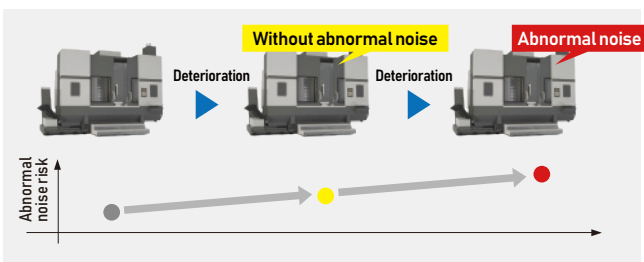 Without abnormal noise
Abnormal noise
Deterioration
Deterioration
Abnormal
noise risk